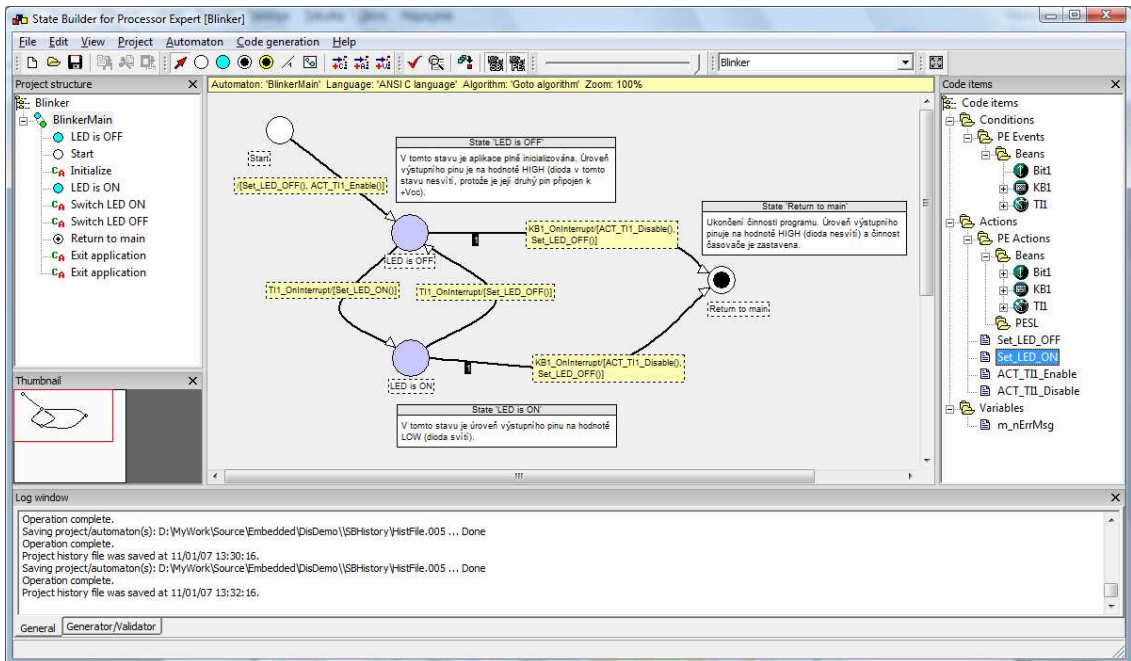 State Builder for Processor Expert [Blinker]
File Edit View Project Automaton Code generation Help
Blinker
Project structure
Blinker
BlinkerMain
LED is OFF
Start
Initialize
LED is ON
Switch LED ON
Switch LED OFF
Return to main
Exit application
Exit application
Thumbnail
Automaton: 'BlinkerMain' Language: 'ANSI C language' Algorithm: 'Goto algorithm' Zoom: 100%
Start
/[Set_LED_OFF(), ACT_TI1_Enable()]
State 'LED is OFF'
V tomto stavu je aplikace plně inicializována. Úroveň
výstupního pinu je na hodnotě HIGH (dioda v tomto
stavu nesvítí, protože je její druhý pin připojen k
+Vcc).
LED is OFF
1
KB1_OnInterrupt/[ACT_TI1_Disable(),
Set_LED_OFF()]
State 'Return to main'
Ukončení činnosti programu. Úroveň výstupního
pinuje na hodnotě HIGH (dioda nesvítí) a činnost
časovače je zastavena.
TI1_OnInterrupt/[Set_LED_ON()]
TI1_OnInterrupt/[Set_LED_OFF()]
Return to main
LED is ON
1
KB1_OnInterrupt/[ACT_TI1_Disable(),
Set_LED_OFF()]
State 'LED is ON'
V tomto stavu je úroveň výstupního pinu na hodnotě
LOW (dioda svítí).
Code items
Code items
Conditions
PE Events
Beans
Bit1
KB1
TI1
Actions
PE Actions
Beans
Bit1
KB1
TI1
PESL
Set_LED_OFF
Set_LED_ON
ACT_TI1_Enable
ACT_TI1_Disable
Variables
m_nErrMsg
Log window
Operation complete.
Saving project/automaton(s): D:\MyWork\Source\Embedded\DisDemo\\SBHistory\HistFile.005 ... Done
Operation complete.
Project history file was saved at 11/01/07 13:30:16.
Saving project/automaton(s): D:\MyWork\Source\Embedded\DisDemo\\SBHistory\HistFile.005 ... Done
Operation complete.
Project history file was saved at 11/01/07 13:32:16.
General Generator/Validator